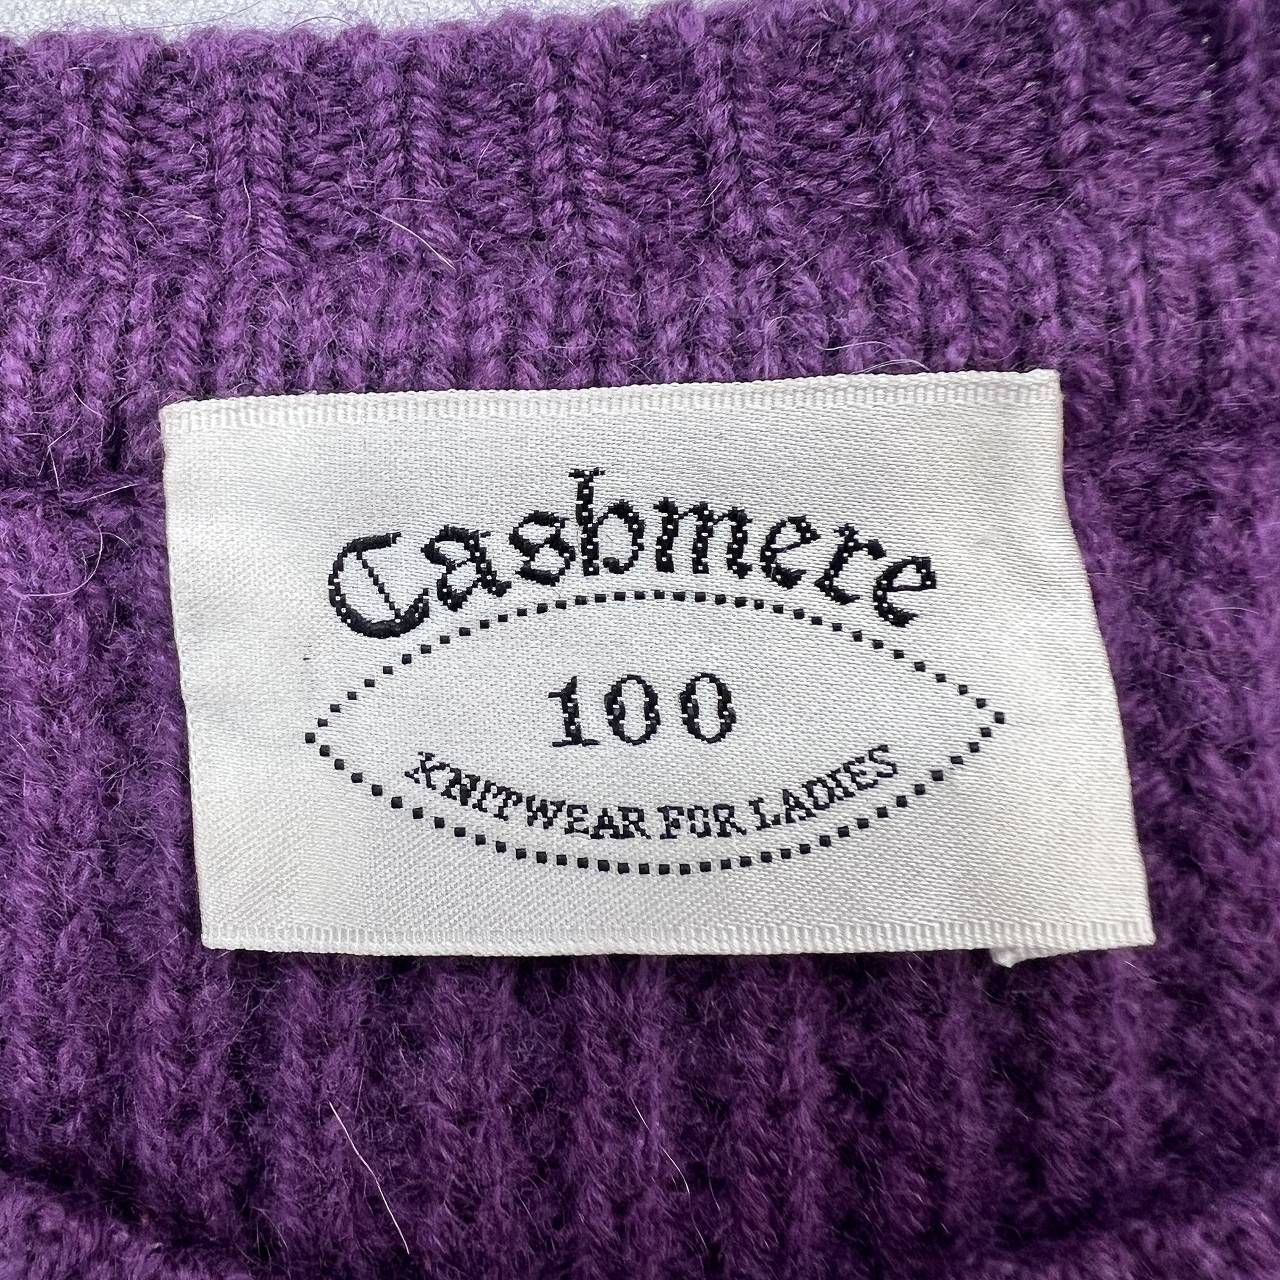 Cashmere
100
KNITWEAR FOR LADIES